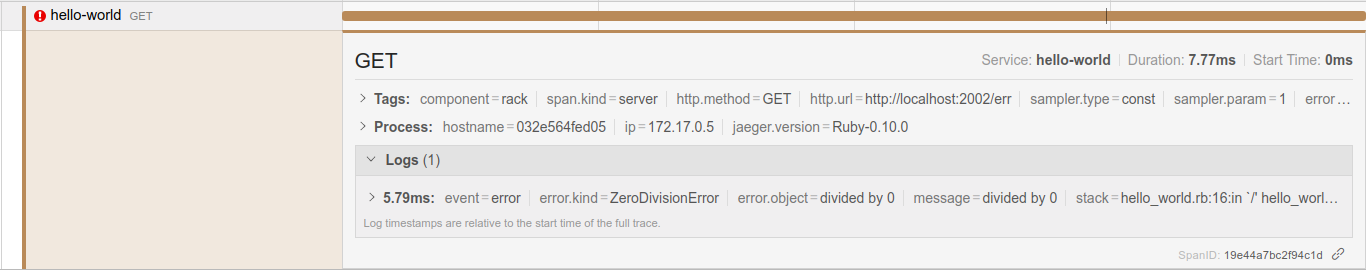 hello-world GET
GET
Service: hello-world Duration: 7.77ms Start Time: 0ms
Tags: component = rack span.kind = server http.method = GET http.url = http://localhost:2002/err sampler.type = const sampler.param = 1 error…
Process: hostname = 032e564fed05 ip = 172.17.0.5 jaeger.version = Ruby-0.10.0
Logs (1)
5.79ms: event = error error.kind = ZeroDivisionError error.object = divided by 0 message = divided by 0 stack = hello_world.rb:16:in `/' hello_worl…
Log timestamps are relative to the start time of the full trace.
SpanID: 19e44a7bc2f94c1d